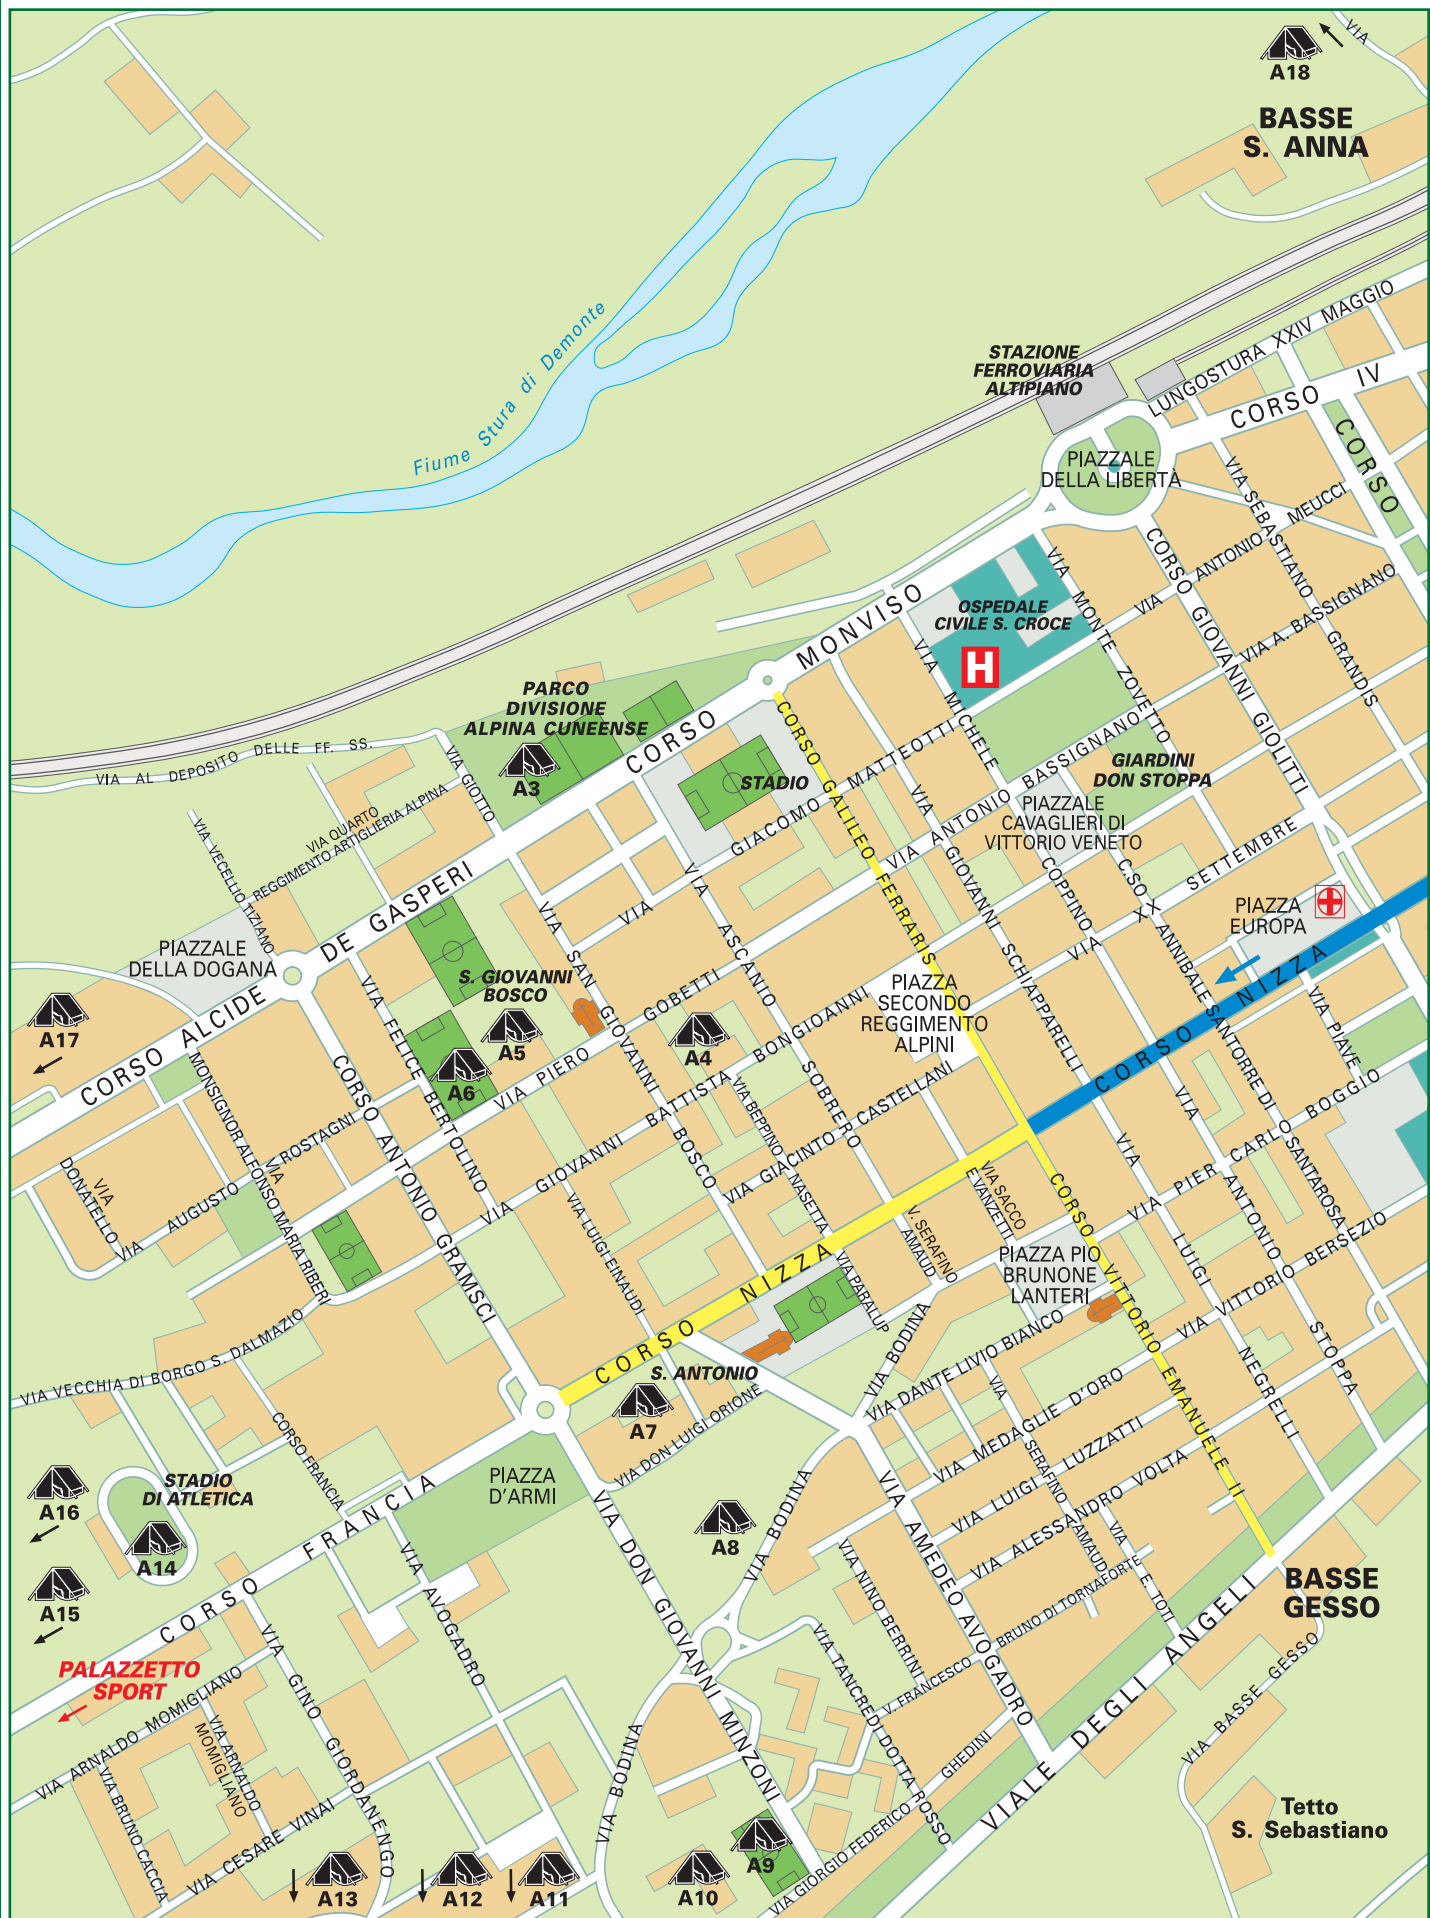 VIA
A18
BASSE
S. ANNA
Fiume Stura di Demonte
STAZIONE
FERROVIARIA
ALTIPIANO
LUNGOSTURA XXIV MAGGIO
CORSO IV
CORSO
PIAZZALE
DELLA LIBERTÀ
VIA SEBASTIANO GRANDIS
VIA ANTONIO MEUCCI
VIA A. BASSIGNANO
CORSO GIOVANNI GIOLITTI
VIA MONTE ZOVETTO
OSPEDALE
CIVILE S. CROCE
H
CORSO MONVISO
VIA MICHELE COPPINO
PARCO
DIVISIONE
ALPINA CUNEENSE
A3
VIA AL DEPOSITO DELLE FF. SS.
VIA GIOTTO
STADIO
CORSO GALILEO FERRARIS
VIA GIACOMO MATTEOTTI
VIA ANTONIO BASSIGNANO
GIARDINI
DON STOPPA
PIAZZALE
CAVAGLIERI DI
VITTORIO VENETO
VIA QUARTO
REGGIMENTO ARTIGLIERIA ALPINA
VIA VECELLIO TIZIANO
VIA GIOVANNI SCHIAPPARELLI
VIA XX SETTEMBRE
C.SO ANNIBALE SANTORRE DI SANTAROSA
PIAZZA
EUROPA
PIAZZALE
DELLA DOGANA
CORSO ALCIDE DE GASPERI
VIA SAN GIOVANNI BOSCO
VIA ASCANIO SOBRERO
S. GIOVANNI
BOSCO
A5
A6
A4
A17
PIAZZA
SECONDO
REGGIMENTO
ALPINI
CORSO NIZZA
VIA PIAVE
VIA FELICE BERTOLINO
VIA PIERO GOBETTI
VIA GIOVANNI BATTISTA BONGIOANNI
VIA BEPPINO NASETTA
VIA GIACINTO CASTELLANI
MONSIGNOR ALFONSO MARIA RIBERI
VIA
CORSO ANTONIO GRAMSCI
VIA AUGUSTO ROSTAGNI
VIA
DONATELLO
VIA LUIGI EINAUDI
VIA SACCO
E VANZETTI
V. SERAFINO
AMAUD
VIA PARALUP
VIA PIER CARLO BOGGIO
VIA ANTONIO STOPPA
VIA LUIGI NEGRELLI
VIA VITTORIO BERSEZIO
CORSO VITTORIO EMANUELE II
PIAZZA PIO
BRUNONE
LANTERI
VIA VECCHIA DI BORGO S. DALMAZIO
CORSO NIZZA
S. ANTONIO
A7
VIA DON LUIGI ORIONE
VIA BODINA
VIA DANTE LIVIO BIANCO
VIA MEDAGLIE D'ORO
VIA LUIGI LUZZATTI
VIA ALESSANDRO VOLTA
VIA SERAFINO AMAUD
VIA E. TOTI
CORSO FRANCIA
STADIO
DI ATLETICA
A14
A16
A15
PIAZZA
D'ARMI
CORSO FRANCIA
VIA AVOGADRO
A8
VIA BODINA
VIA DON GIOVANNI MINZONI
VIA AMEDEO AVOGADRO
VIA NINO BERRINI
V. FRANCESCO BRUNO DI TORNAFORTE
BASSE
GESSO
VIA BASSE GESSO
VIALE DEGLI ANGELI
PALAZZETTO
SPORT
VIA ARNALDO MOMIGLIANO
VIA ARNALDO
MOMIGLIANO
VIA BRUNO CACCIA
VIA GINO GIORDANENGO
VIA CESARE VINAI
VIA BODINA
VIA TANCREDI DOTTA ROSSO
VIA GIORGIO FEDERICO GHEDINI
Tetto
S. Sebastiano
A9
A10
A11
A12
A13